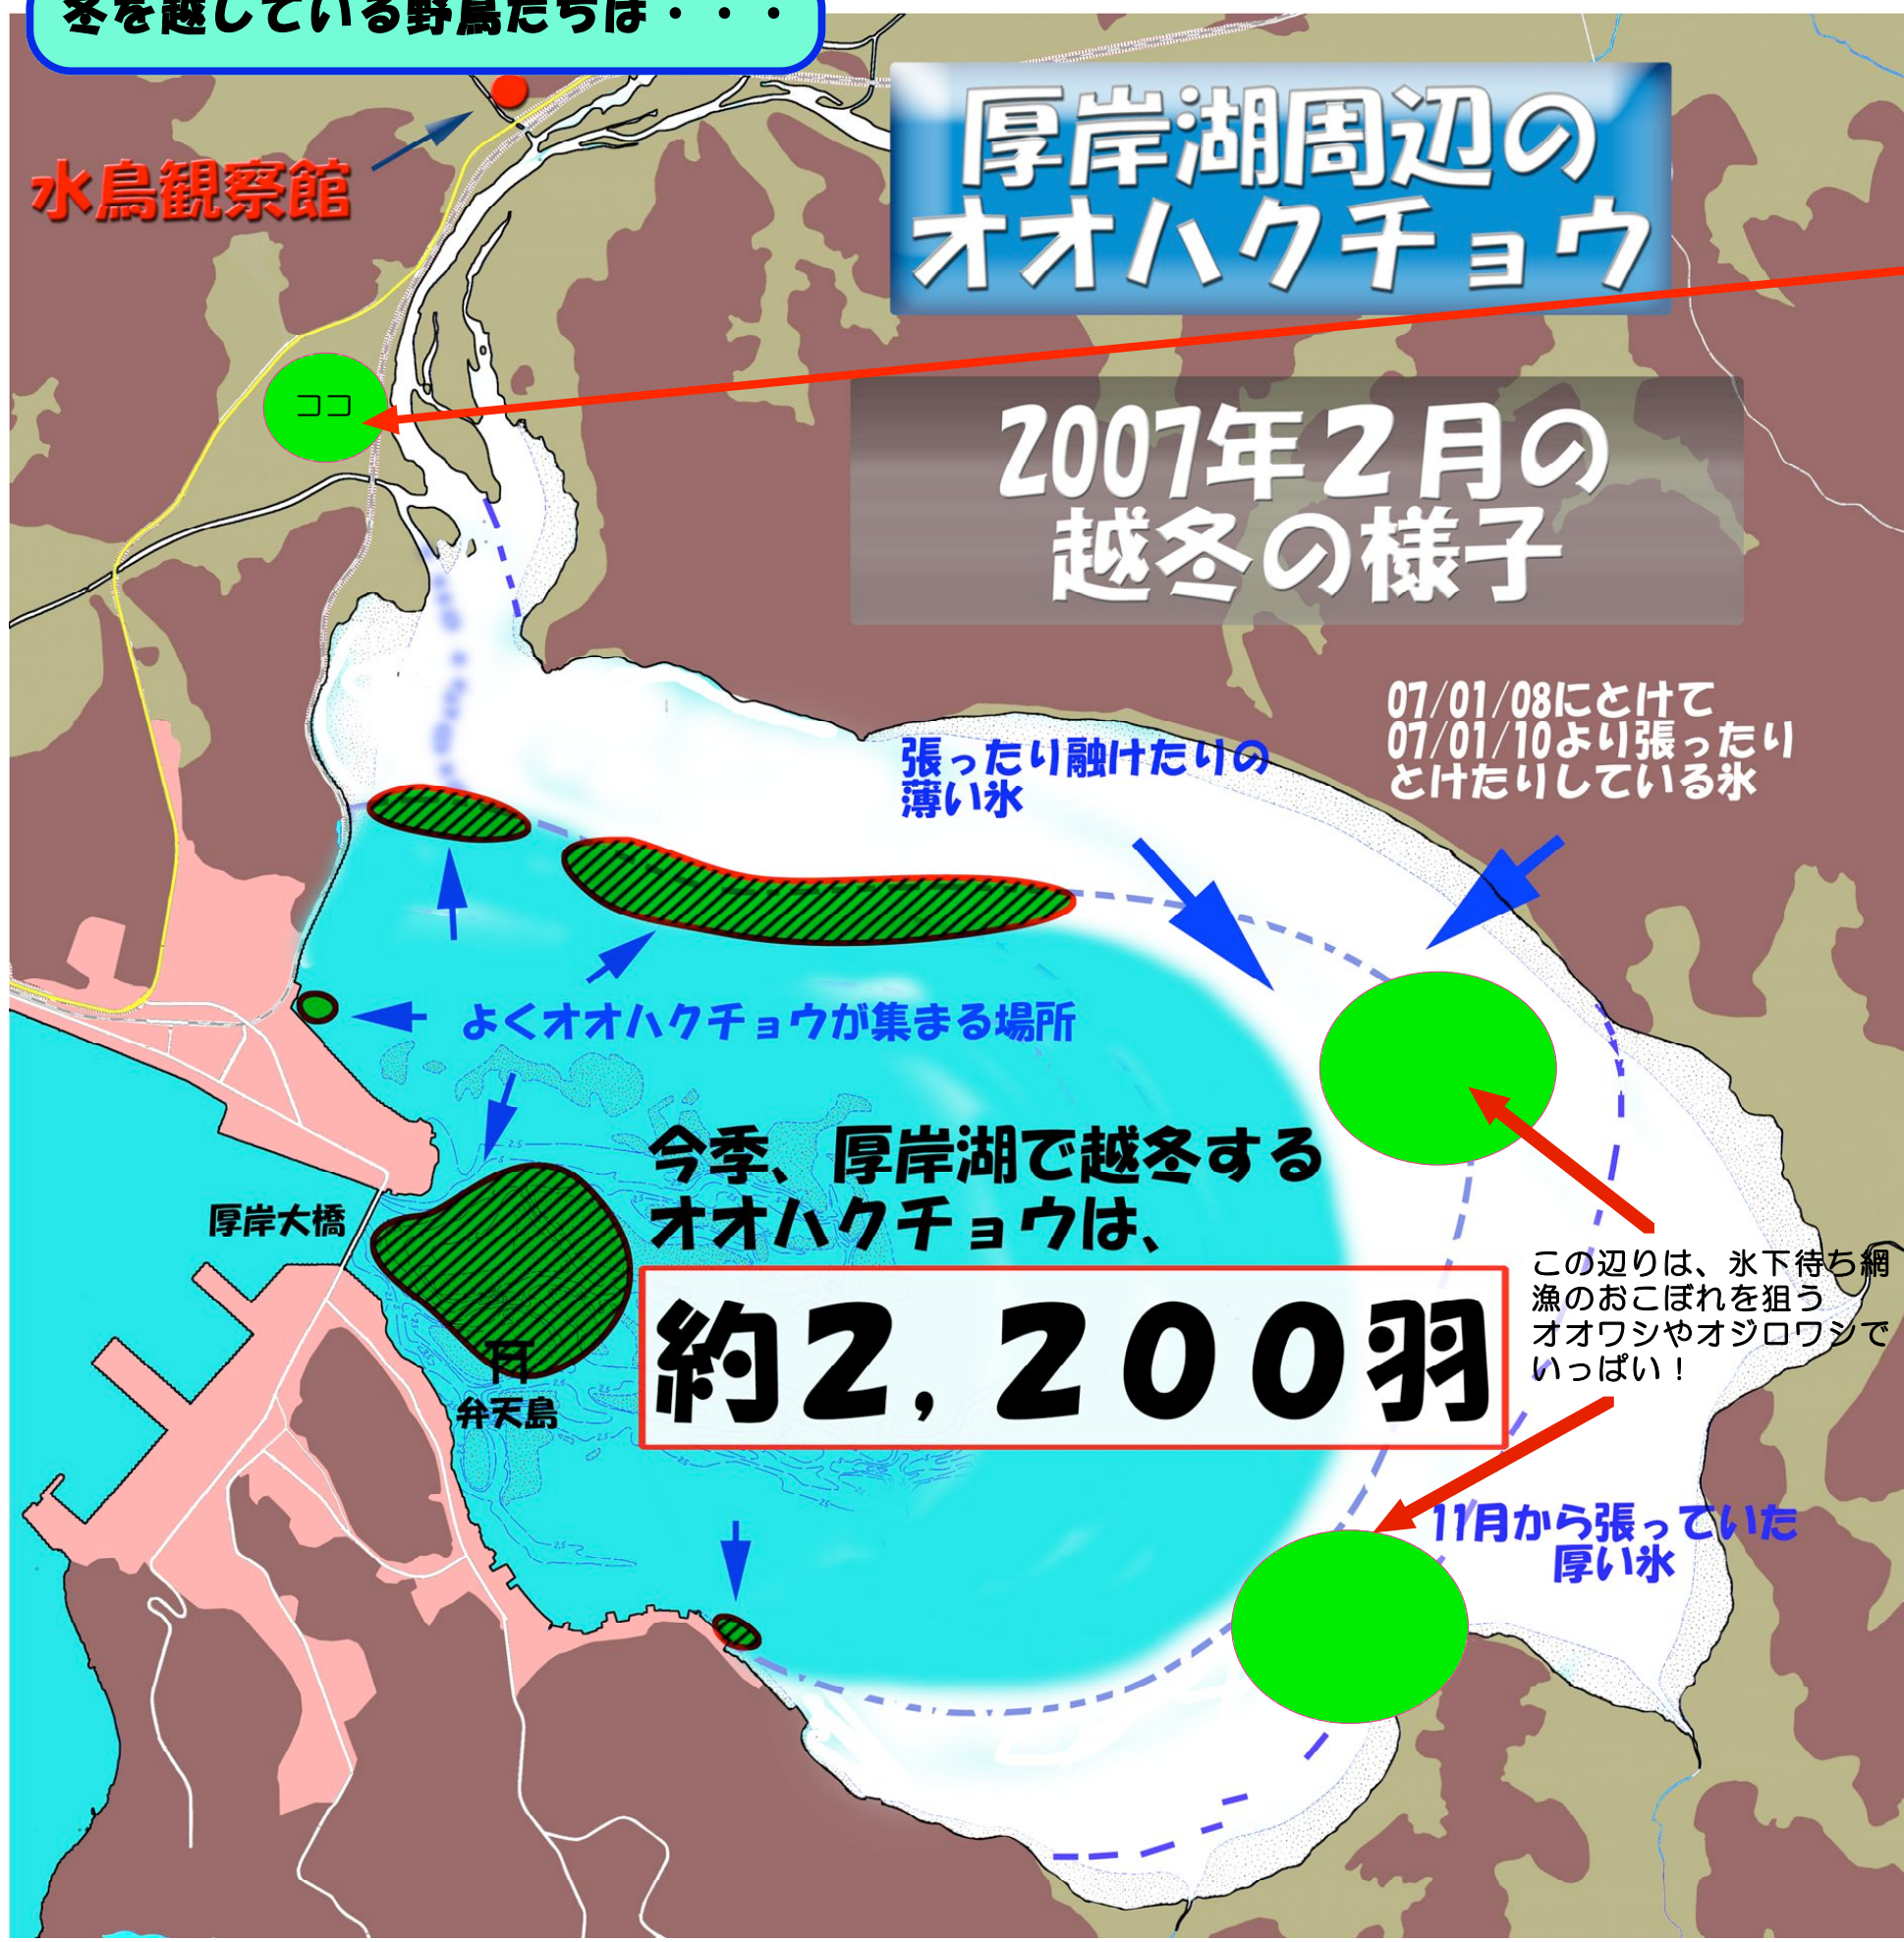 冬を越している野鳥たちは・・・
水鳥観察館
厚岸湖周辺の
オオハクチョウ
ココ
2007年２月の
越冬の様子
07/01/08にとけて
07/01/10より張ったり
とけたりしている氷
張ったり融けたりの
薄い氷
よくオオハクチョウが集まる場所
今季、厚岸湖で越冬する
オオハクチョウは、
約２,２００羽
厚岸大橋
弁天島
この辺りは、氷下待ち網
漁のおこぼれを狙う
オオワシやオジロワシで
いっぱい！
11月から張っていた
厚い氷